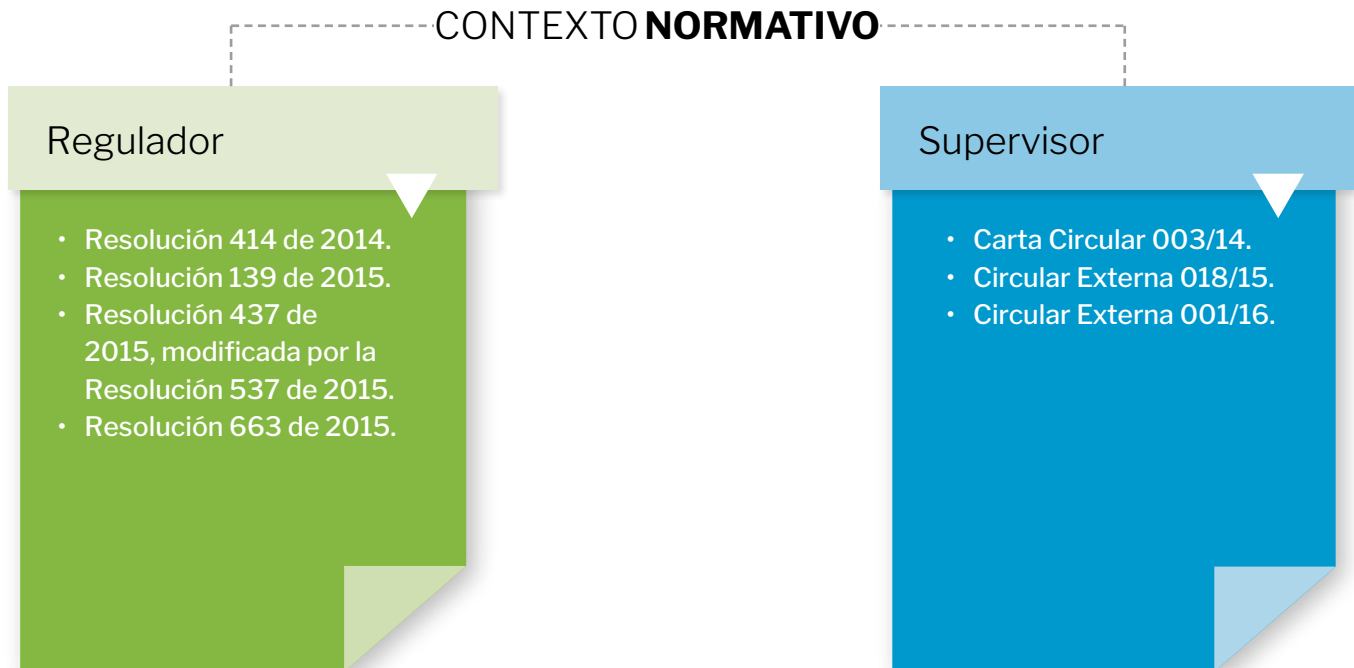 CONTEXTO NORMATIVO
Regulador
• Resolución 414 de 2014.
• Resolución 139 de 2015.
• Resolución 437 de
2015, modificada por la
Resolución 537 de 2015.
• Resolución 663 de 2015.
Supervisor
• Carta Circular 003/14.
• Circular Externa 018/15.
• Circular Externa 001/16.